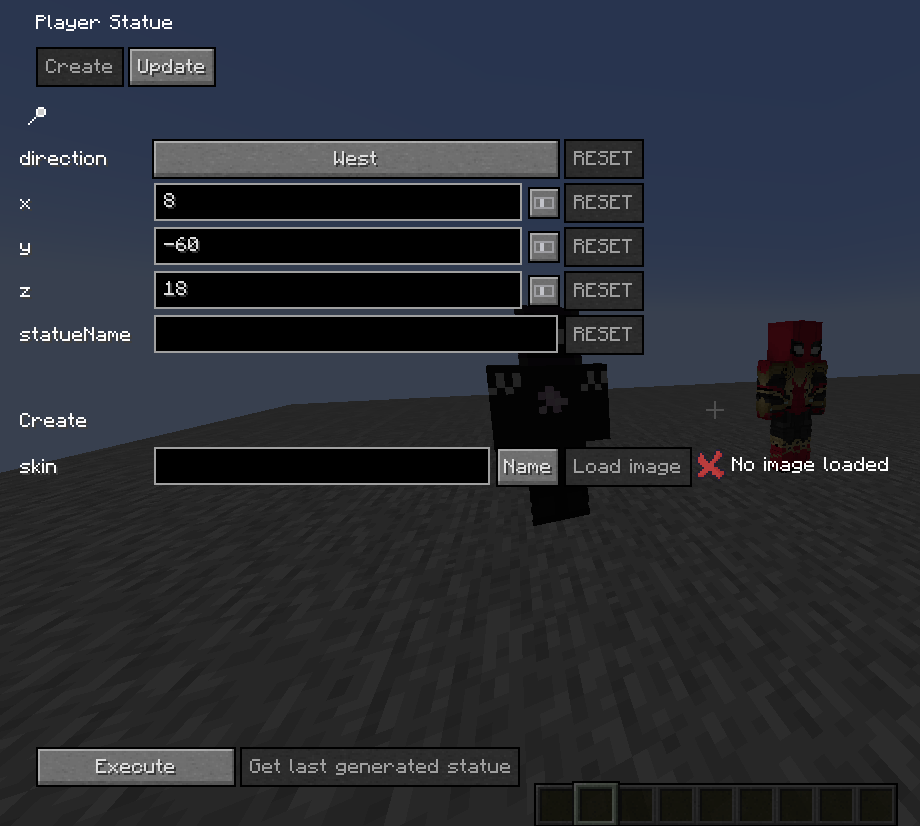 Player Statue
Create Update
direction West RESET
x 8 RESET
y -60 RESET
z 18 RESET
statueName RESET
Create
skin Name Load image No image loaded
Execute Get last generated statue